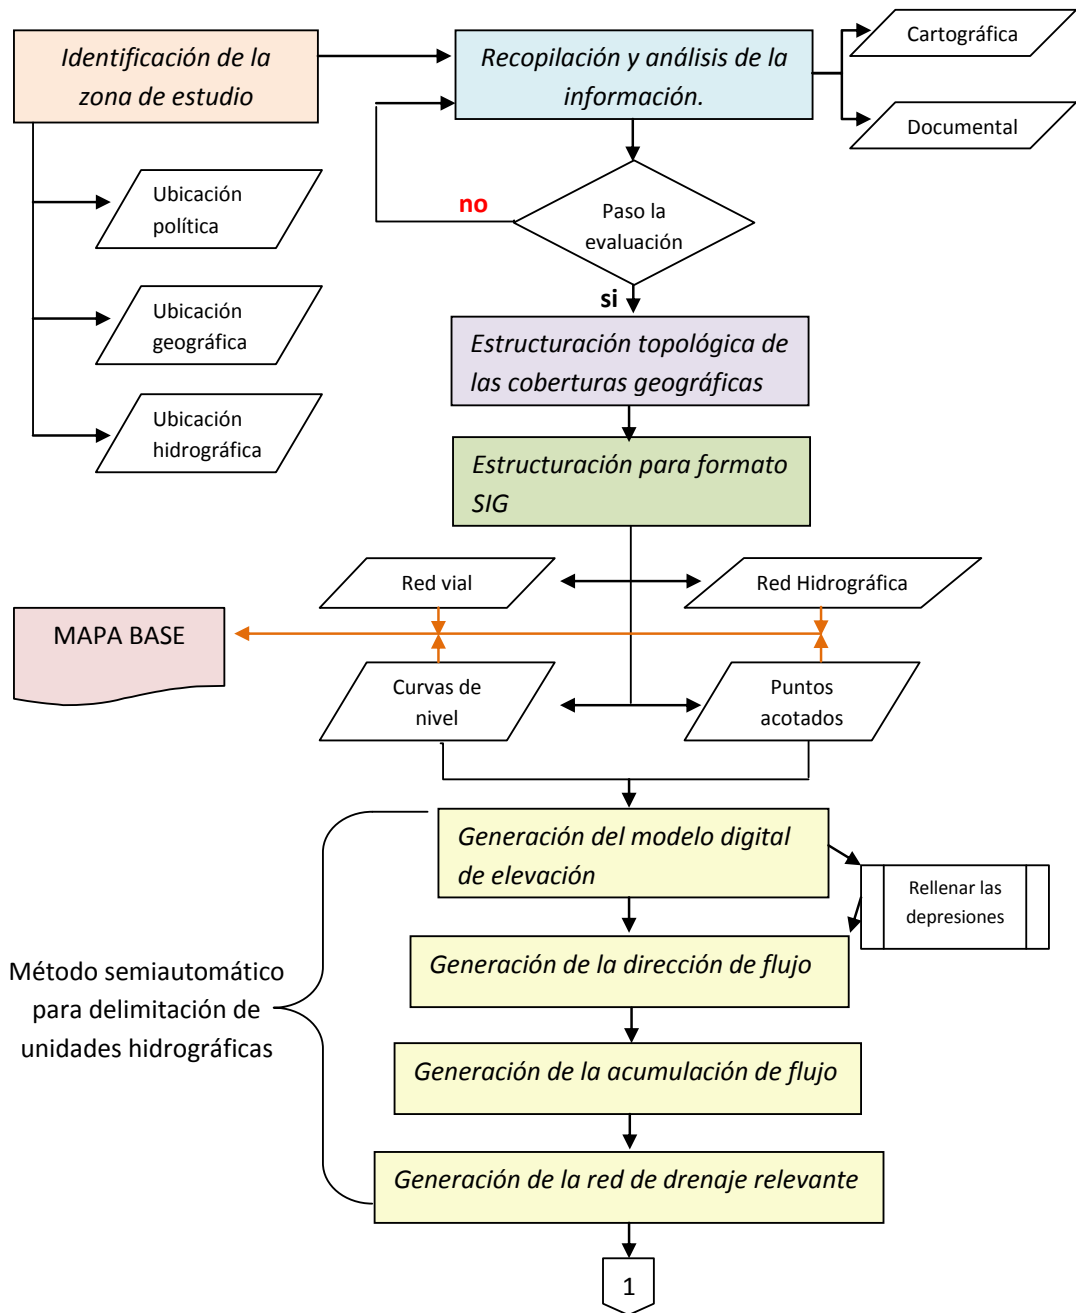 Identificación de la
zona de estudio
Recopilación y análisis de la
información.
Cartográfica
Documental
Ubicación
política
no
Paso la
evaluación
Ubicación
geográfica
si
Estructuración topológica de
las coberturas geográficas
Ubicación
hidrográfica
Estructuración para formato
SIG
Red vial
Red Hidrográfica
MAPA BASE
Curvas de
nivel
Puntos
acotados
Generación del modelo digital
de elevación
Rellenar las
depresiones
Generación de la dirección de flujo
Método semiautomático
para delimitación de
unidades hidrográficas
Generación de la acumulación de flujo
Generación de la red de drenaje relevante
1